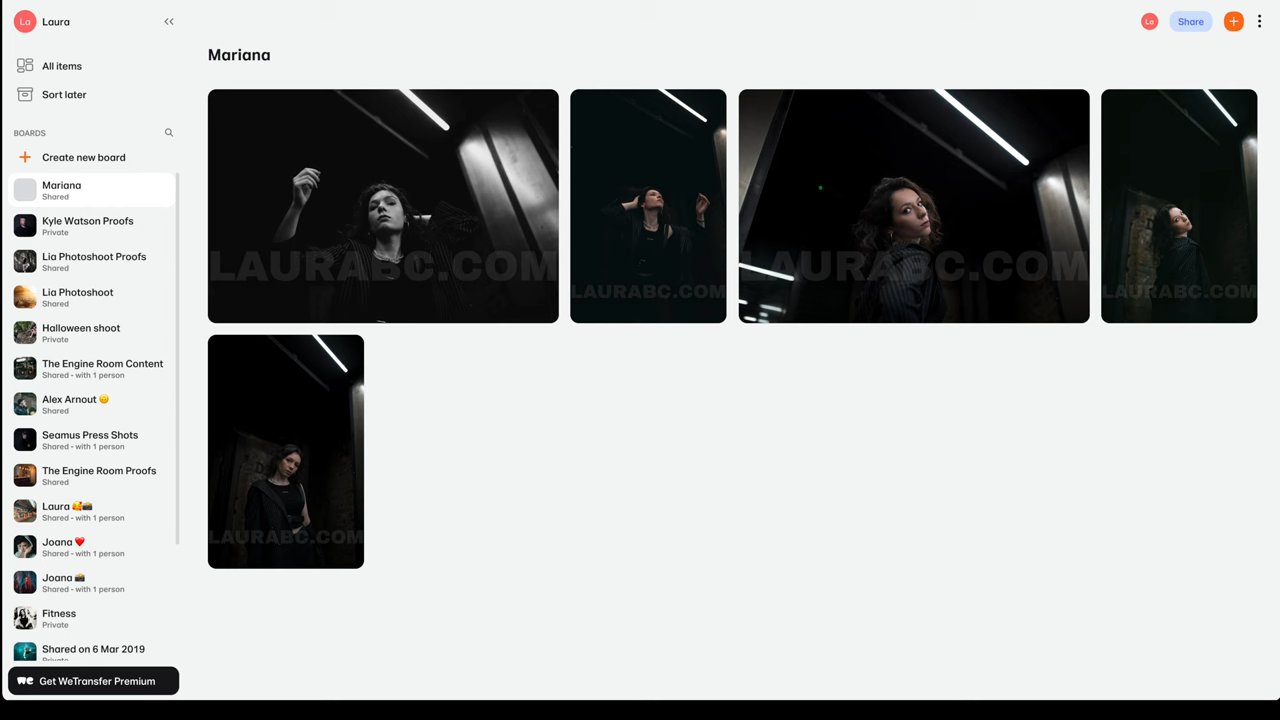 La Laura
La Share
Mariana
All items
Sort later
BOARDS
Create new board
Mariana
Shared
Kyle Watson Proofs
Private
Lia Photoshoot Proofs
Shared
Lia Photoshoot
Shared
Halloween shoot
Private
The Engine Room Content
Shared - with 1 person
Alex Arnout 😑
Shared
Seamus Press Shots
Shared - with 1 person
The Engine Room Proofs
Shared
Laura 🥰📸
Shared - with 1 person
Joana ❤️
Shared - with 1 person
Joana 📸
Shared - with 1 person
Fitness
Private
Shared on 6 Mar 2019
Private
we Get WeTransfer Premium
LAURABC.COM
LAURABC.COM
LAURABC.COM
LAURABC.COM
LAURABC.COM